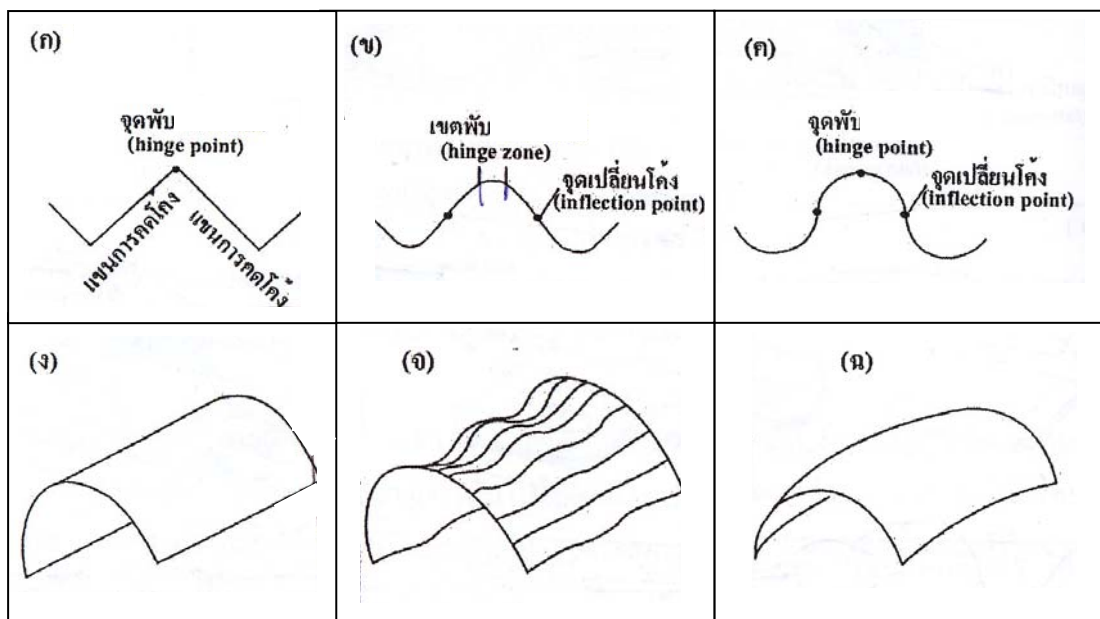 (ก)
จุดพับ
(hinge point)
แขนการคดโค้ง
แขนการคดโค้ง
(ข)
เขตพับ
(hinge zone)
จุดเปลี่ยนโค้ง
(inflection point)
(ค)
จุดพับ
(hinge point)
จุดเปลี่ยนโค้ง
(inflection point)
(ง)
(จ)
(ฉ)